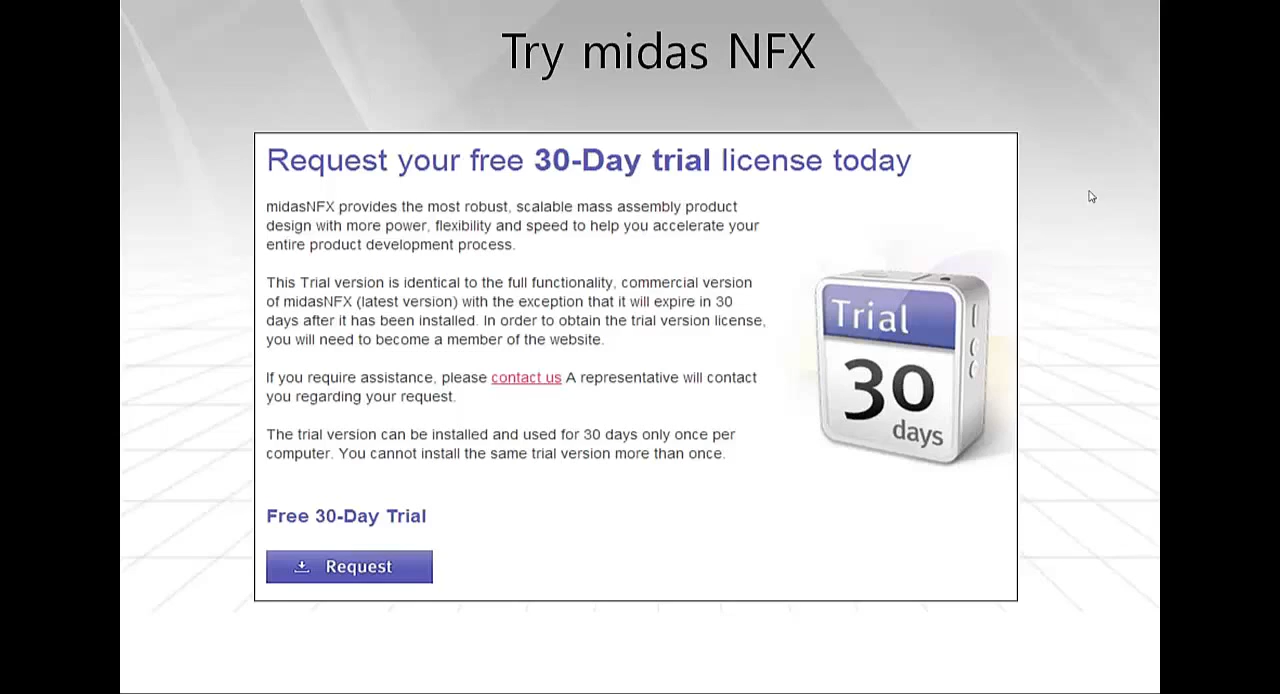 Try midas NFX
Request your free 30-Day trial license today
midasNFX provides the most robust, scalable mass assembly product
design with more power, flexibility and speed to help you accelerate your
entire product development process.
This Trial version is identical to the full functionality, commercial version
of midasNFX (latest version) with the exception that it will expire in 30
days after it has been installed. In order to obtain the trial version license,
you will need to become a member of the website.
If you require assistance, please contact us A representative will contact
you regarding your request.
The trial version can be installed and used for 30 days only once per
computer. You cannot install the same trial version more than once.
Trial
30
days
Free 30-Day Trial
Request